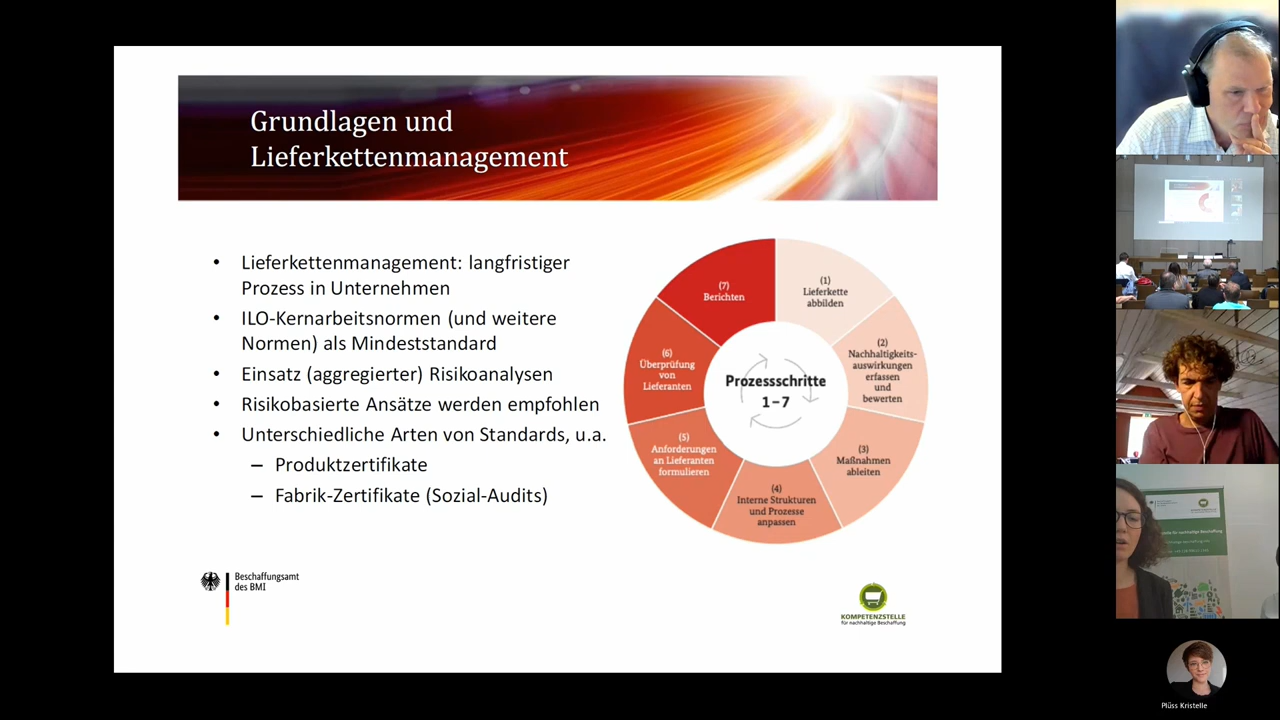 Grundlagen und
Lieferkettenmanagement
• Lieferkettenmanagement: langfristiger
Prozess in Unternehmen
• ILO-Kernarbeitsnormen (und weitere
Normen) als Mindeststandard
• Einsatz (aggregierter) Risikoanalysen
• Risikobasierte Ansätze werden empfohlen
• Unterschiedliche Arten von Standards, u.a.
– Produktzertifikate
– Fabrik-Zertifikate (Sozial-Audits)
(1)
Lieferkette
abbilden
(2)
Nachhaltigkeits-
auswirkungen
erfassen
und
bewerten
(3)
Maßnahmen
ableiten
(4)
Interne Strukturen
und Prozesse
anpassen
(5)
Anforderungen
an Lieferanten
formulieren
(6)
Überprüfung
von
Lieferanten
(7)
Berichten
Prozessschritte
1–7
Beschaffungsamt
des BMI
KOMPETENZSTELLE
für nachhaltige Beschaffung
Plüss Kristelle